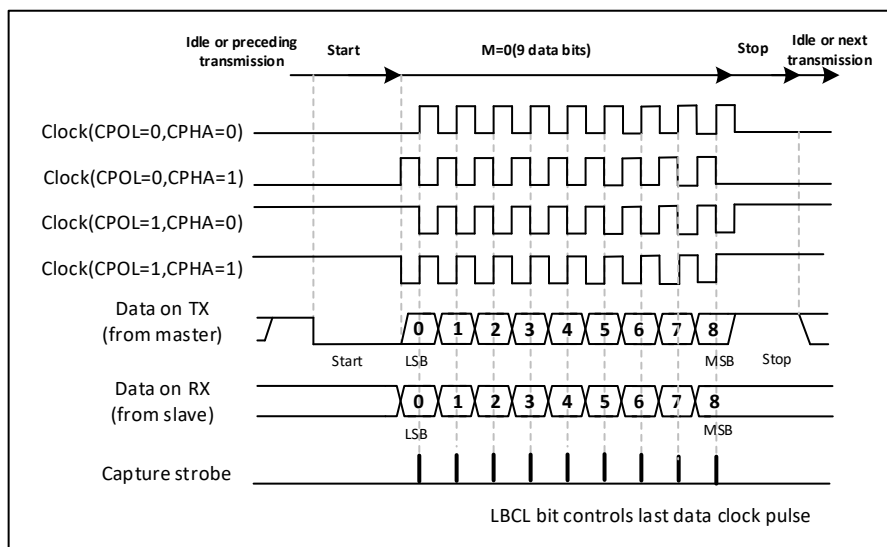 Idle or preceding
transmission
Start
M=0(9 data bits)
Stop
Idle or next
transmission
Clock(CPOL=0,CPHA=0)
Clock(CPOL=0,CPHA=1)
Clock(CPOL=1,CPHA=0)
Clock(CPOL=1,CPHA=1)
Data on TX
(from master)
0 1 2 3 4 5 6 7 8
Start
LSB
MSB
Stop
Data on RX
(from slave)
0 1 2 3 4 5 6 7 8
LSB
MSB
Capture strobe
LBCL bit controls last data clock pulse